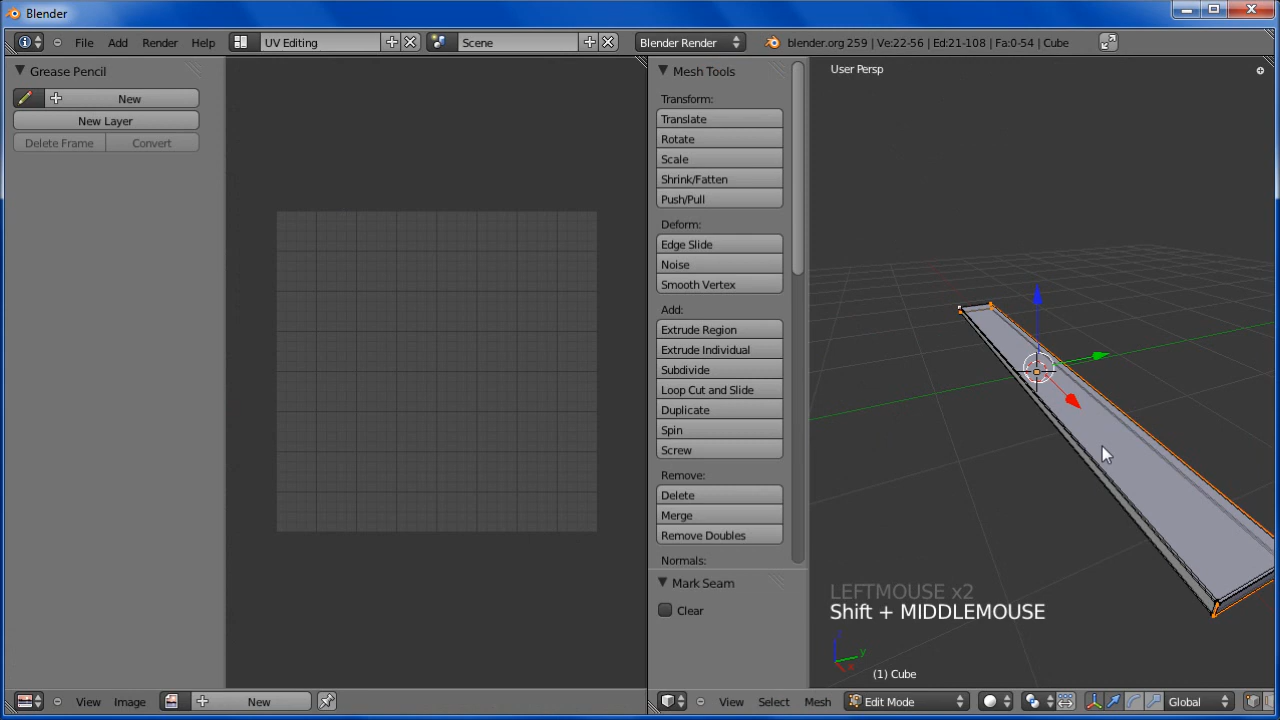 Blender
File Add Render Help UV Editing Scene Blender Render blender.org 259 | Ve:22-56 | Ed:21-108 | Fa:0-54 | Cube
Grease Pencil
New
New Layer
Delete Frame Convert
Mesh Tools
Transform:
Translate
Rotate
Scale
Shrink/Fatten
Push/Pull
Deform:
Edge Slide
Noise
Smooth Vertex
Add:
Extrude Region
Extrude Individual
Subdivide
Loop Cut and Slide
Duplicate
Spin
Screw
Remove:
Delete
Merge
Remove Doubles
Normals:
Mark Seam
Clear
User Persp
LEFTMOUSE x2
Shift + MIDDLEMOUSE
z
y
x
(1) Cube
View Image New
View Select Mesh Edit Mode Global